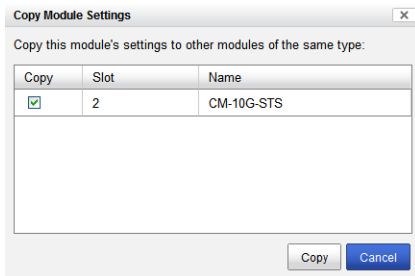 Copy Module Settings
Copy this module's settings to other modules of the same type:
Copy Slot Name
2 CM-10G-STS
Copy Cancel